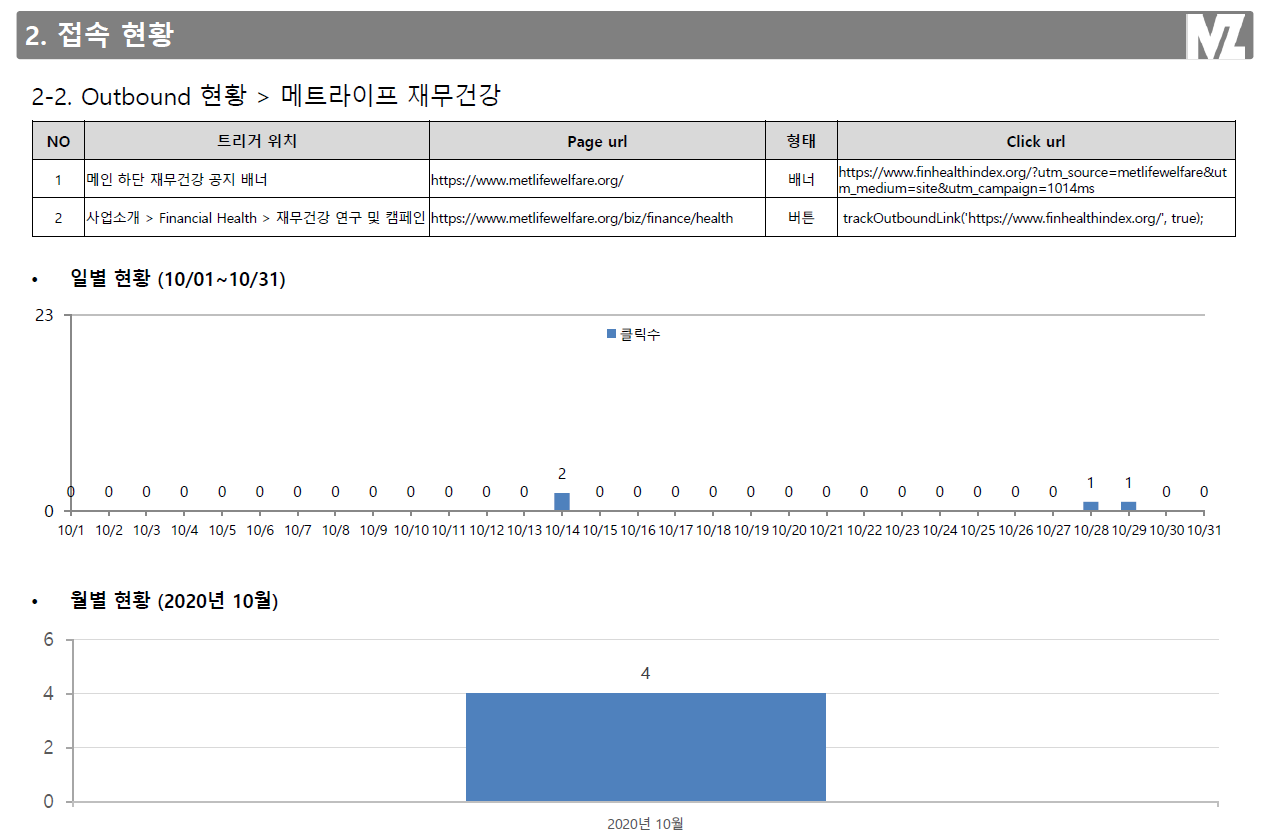 2. 접속 현황
MZ
2-2. Outbound 현황 > 메트라이프 재무건강
NO 트리거 위치 Page url 형태 Click url
1 메인 하단 재무건강 공지 배너 https://www.metlifewelfare.org/ 배너 https://www.finhealthindex.org/?utm_source=metlifewelfare&ut
m_medium=site&utm_campaign=1014ms
2 사업소개 > Financial Health > 재무건강 연구 및 캠페인 https://www.metlifewelfare.org/biz/finance/health 버튼 trackOutboundLink('https://www.finhealthindex.org/', true);
• 일별 현황 (10/01~10/31)
23
클릭수
2
1 1
0 0 0 0 0 0 0 0 0 0 0 0 0 0 0 0 0 0 0 0 0 0 0 0 0 0 0 0
0
10/1 10/2 10/3 10/4 10/5 10/6 10/7 10/8 10/9 10/10 10/11 10/12 10/13 10/14 10/15 10/16 10/17 10/18 10/19 10/20 10/21 10/22 10/23 10/24 10/25 10/26 10/27 10/28 10/29 10/30 10/31
• 월별 현황 (2020년 10월)
6
4
4
2
0
2020년 10월